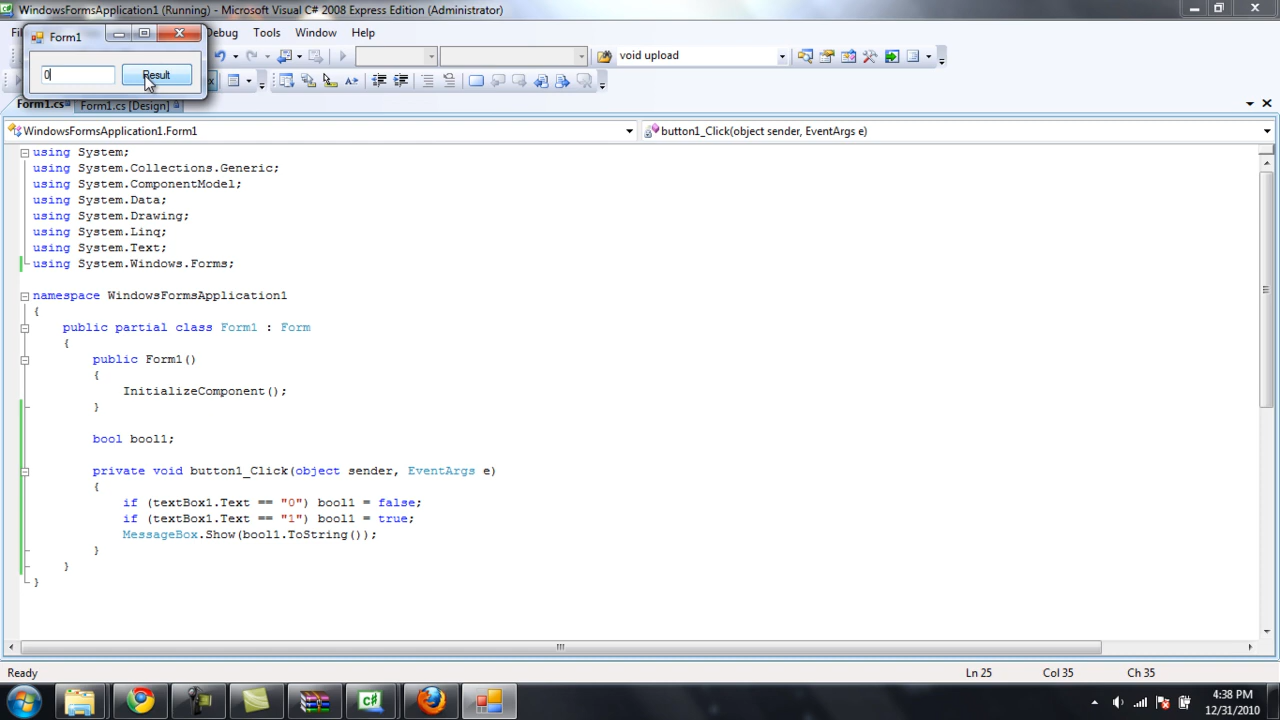 WindowsFormsApplication1 (Running) - Microsoft Visual C# 2008 Express Edition (Administrator)
Form1
Debug Tools Window Help
0 Result
void upload
Form1.cs Form1.cs [Design]
WindowsFormsApplication1.Form1 button1_Click(object sender, EventArgs e)
using System;
using System.Collections.Generic;
using System.ComponentModel;
using System.Data;
using System.Drawing;
using System.Linq;
using System.Text;
using System.Windows.Forms;
namespace WindowsFormsApplication1
{
public partial class Form1 : Form
{
public Form1()
{
InitializeComponent();
}
bool bool1;
private void button1_Click(object sender, EventArgs e)
{
if (textBox1.Text == "0") bool1 = false;
if (textBox1.Text == "1") bool1 = true;
MessageBox.Show(bool1.ToString());
}
}
}
Ready Ln 25 Col 35 Ch 35
4:38 PM
12/31/2010